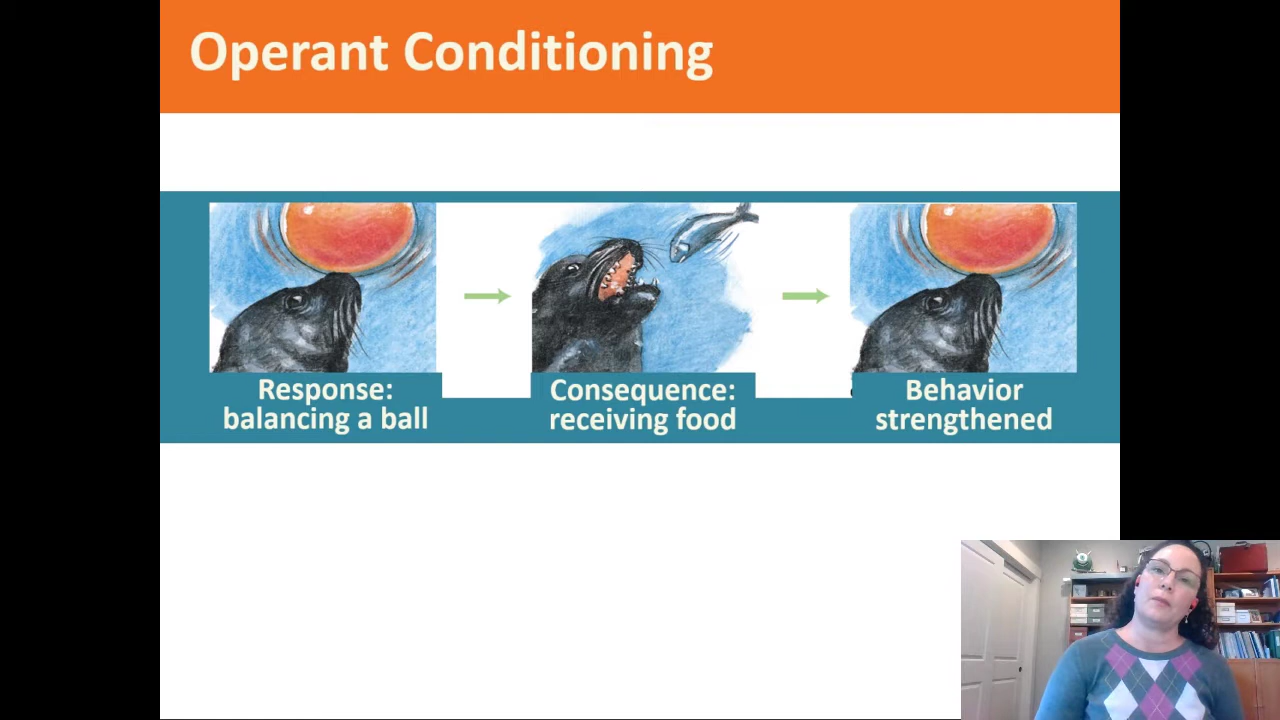 Operant Conditioning
Response:
balancing a ball
Consequence:
receiving food
Behavior
strengthened